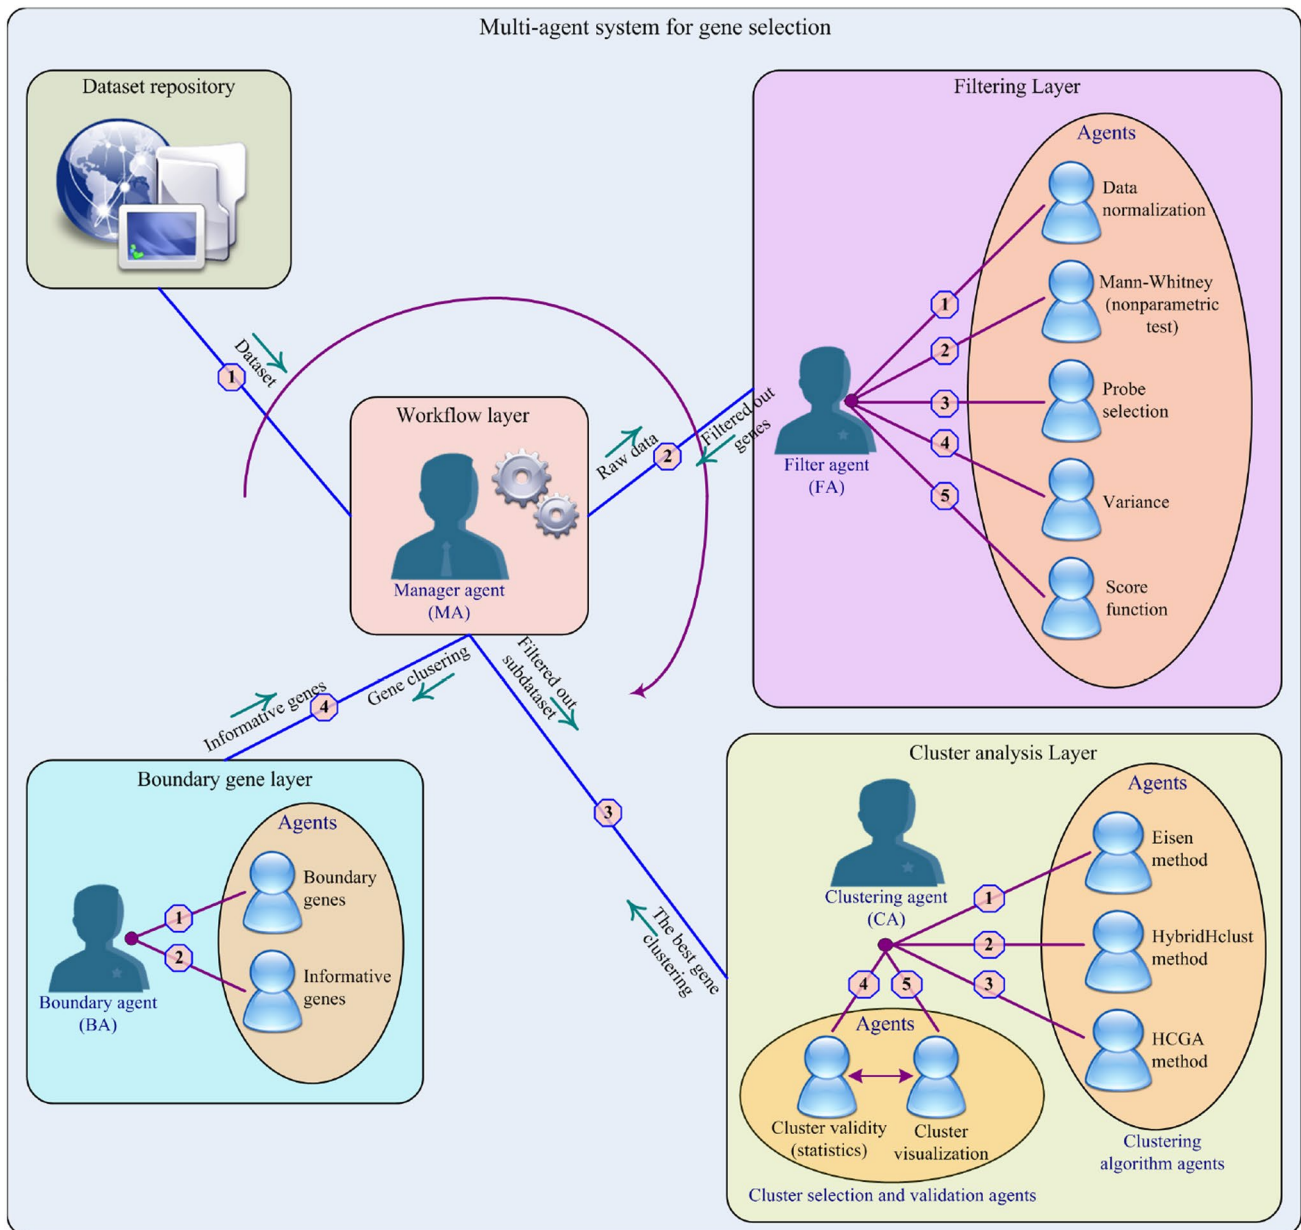 Multi-agent system for gene selection
Dataset repository
1
Dataset
Workflow layer
Manager agent
(MA)
Raw data
2
Filtered out
genes
Filtering Layer
Agents
Filter agent
(FA)
1
2
3
4
5
Data
normalization
Mann-Whitney
(nonparametric
test)
Probe
selection
Variance
Score
function
Filtered out
subdataset
3
The best gene
clustering
Gene clusering
4
Informative genes
Boundary gene layer
Agents
Boundary agent
(BA)
1
2
Boundary
genes
Informative
genes
Cluster analysis Layer
Clustering agent
(CA)
Agents
1
2
3
Eisen
method
HybridHclust
method
HCGA
method
Clustering
algorithm agents
4
5
Agents
Cluster validity
(statistics)
Cluster
visualization
Cluster selection and validation agents